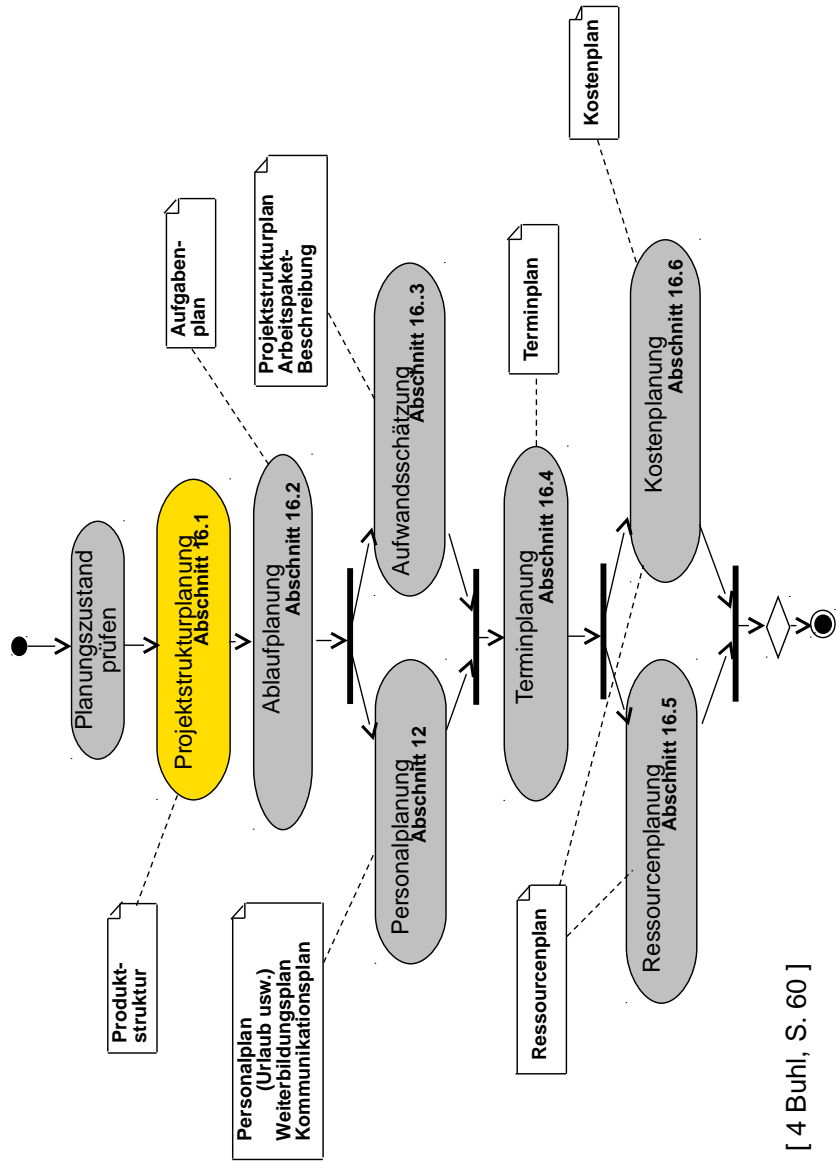 Planungszustand
prüfen
Produkt-
struktur
Projektstrukturplanung
Abschnitt 16.1
Aufgaben-
plan
Ablaufplanung
Abschnitt 16.2
Personalplan
(Urlaub usw.)
Weiterbildungsplan
Kommunikationsplan
Projektstrukturplan
Arbeitspaket-
Beschreibung
Personalplanung
Abschnitt 12
Aufwandsschätzung
Abschnitt 16..3
Terminplan
Terminplanung
Abschnitt 16.4
Ressourcenplan
Kostenplan
Ressourcenplanung
Abschnitt 16.5
Kostenplanung
Abschnitt 16.6
[ 4 Buhl, S. 60 ]